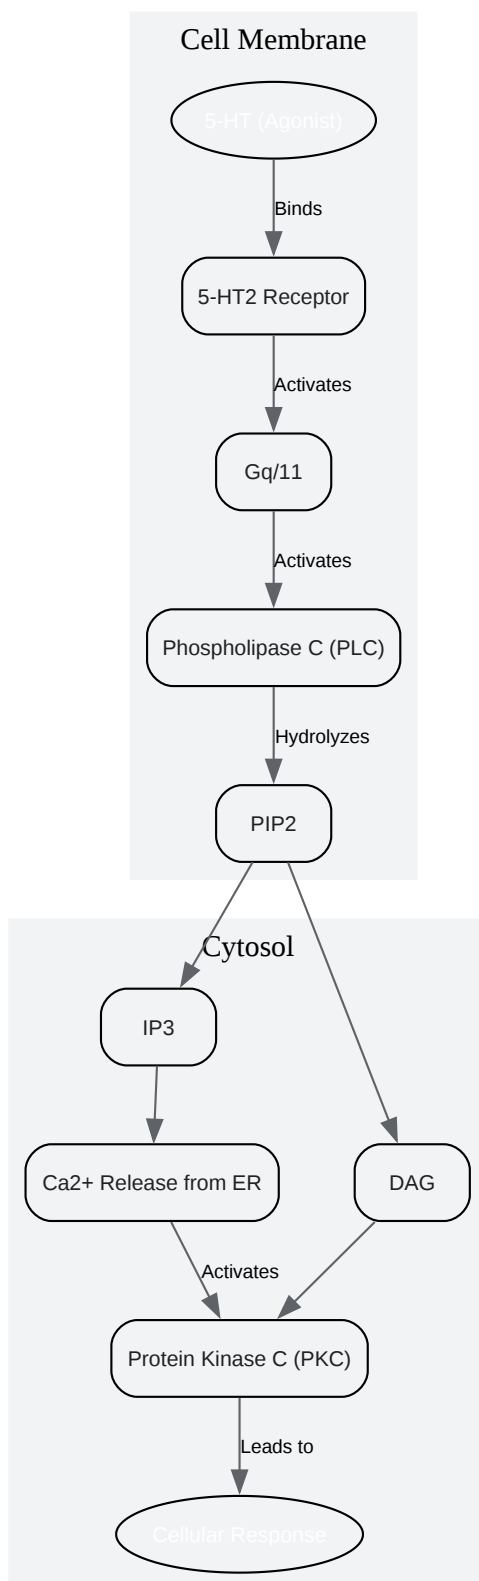 Cell Membrane
5-HT (Agonist)
Binds
5-HT2 Receptor
Activates
Gq/11
Activates
Phospholipase C (PLC)
Hydrolyzes
PIP2
Cytosol
IP3
Ca2+ Release from ER
DAG
Activates
Protein Kinase C (PKC)
Leads to
Cellular Response